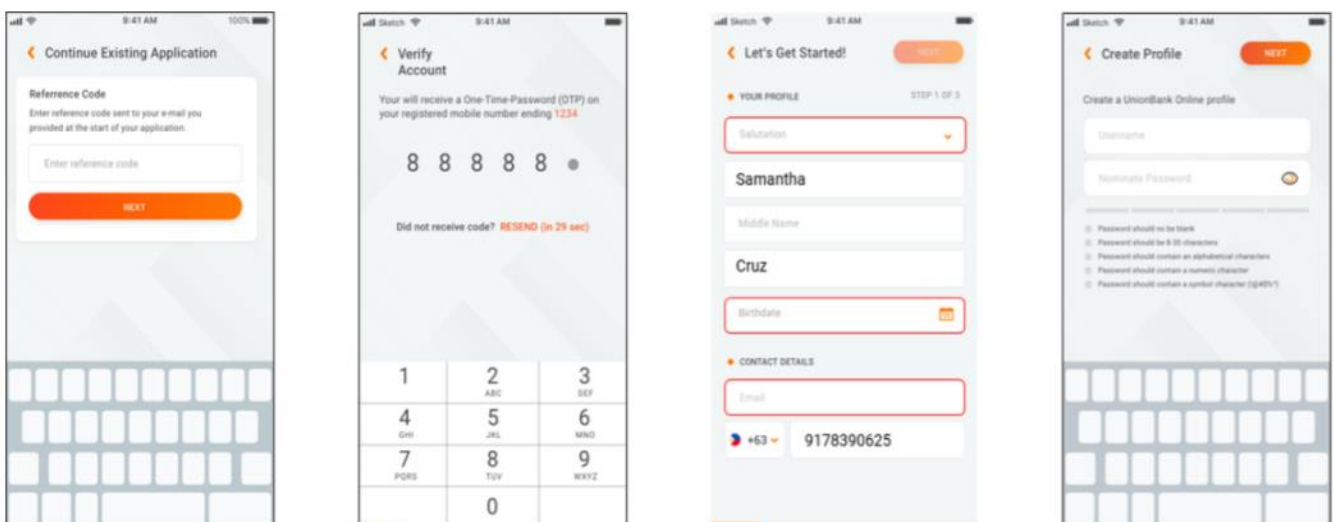 9:41 AM
100%
Continue Existing Application
Referrence Code
Enter reference code sent to your e-mail you
provided at the start of your application.
Enter reference code
NEXT
Sketch
9:41 AM
Verify
Account
Your will receive a One-Time-Password (OTP) on
your registered mobile number ending 1234
8 8 8 8 8
Did not receive code? RESEND (in 29 sec)
1
2
ABC
3
DEF
4
GHI
5
JKL
6
MNO
7
PQRS
8
TUV
9
WXYZ
0
Sketch
9:41 AM
Let's Get Started!
NEXT
YOUR PROFILE
STEP 1 OF 3
Salutation
Samantha
Middle Name
Cruz
Birthdate
CONTACT DETAILS
Email
+63
9178390625
Sketch
9:41 AM
Create Profile
NEXT
Create a UnionBank Online profile
Username
Nominate Password
Password should no be blank
Password should be 8-30 characters
Password should contain an alphabetical characters
Password should contain a numeric character
Password should contain a symbol character